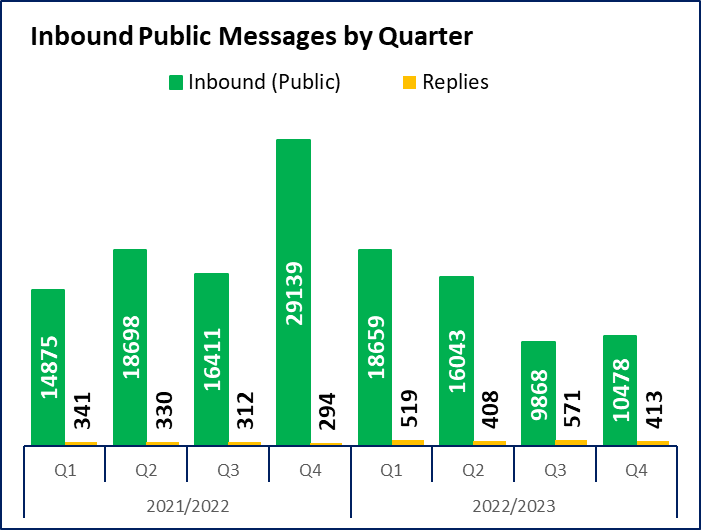 Inbound Public Messages by Quarter
Inbound (Public) Replies
14875 341 18698 330 16411 312 29139 294 18659 519 16043 408 9868 571 10478 413
Q1 Q2 Q3 Q4 Q1 Q2 Q3 Q4
2021/2022 2022/2023